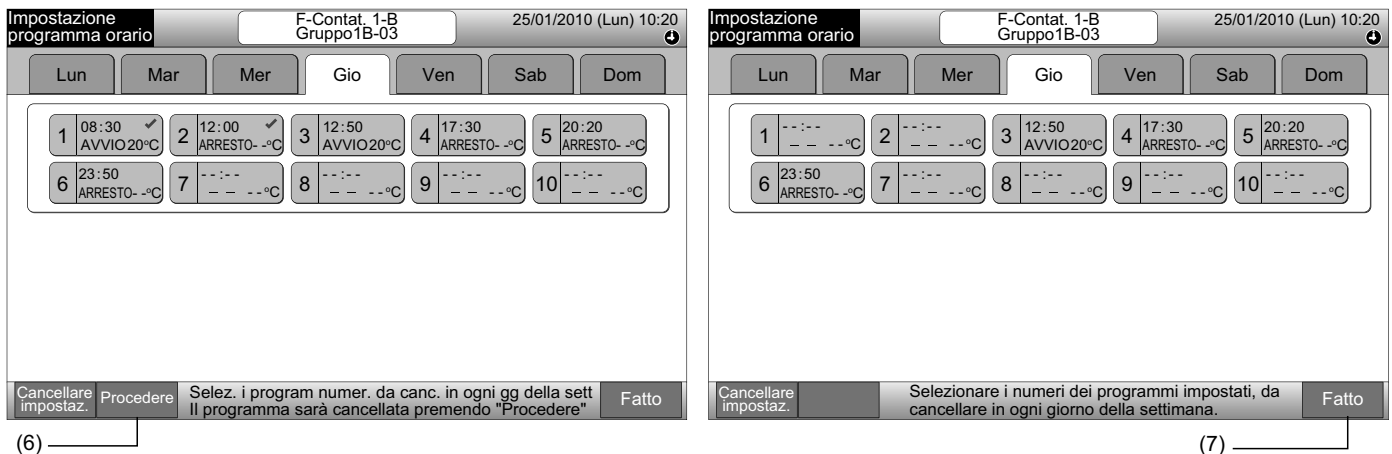 Impostazione
programma orario
F-Contat. 1-B
Gruppo1B-03
25/01/2010 (Lun) 10:20
Lun Mar Mer Gio Ven Sab Dom
1 08:30 ✓ AVVIO20°C
2 12:00 ✓ ARRESTO- -°C
3 12:50 AVVIO20°C
4 17:30 ARRESTO- -°C
5 20:20 ARRESTO- -°C
6 23:50 ARRESTO- -°C
7 - -:- - – – - -°C
8 - -:- - – – - -°C
9 - -:- - – – - -°C
10 - -:- - – – - -°C
Cancellare
impostaz.
Procedere
Selez. i program numer. da canc. in ogni gg della sett
Il programma sarà cancellata premendo "Procedere"
Fatto
(6)
Impostazione
programma orario
F-Contat. 1-B
Gruppo1B-03
25/01/2010 (Lun) 10:20
Lun Mar Mer Gio Ven Sab Dom
1 - -:- - – – - -°C
2 - -:- - – – - -°C
3 12:50 AVVIO20°C
4 17:30 ARRESTO- -°C
5 20:20 ARRESTO- -°C
6 23:50 ARRESTO- -°C
7 - -:- - – – - -°C
8 - -:- - – – - -°C
9 - -:- - – – - -°C
10 - -:- - – – - -°C
Cancellare
impostaz.
Selezionare i numeri dei programmi impostati, da
cancellare in ogni giorno della settimana.
Fatto
(7)